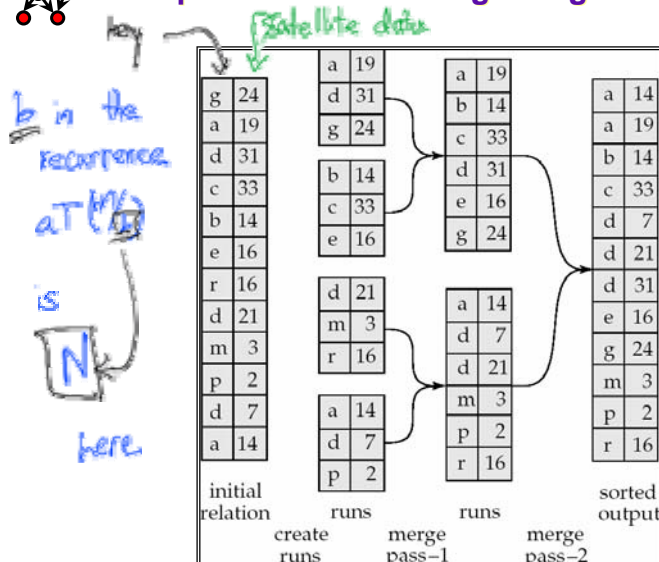 key
satellite data
b in the
recurrence
aT(n/b)
is
N
here
g 24
a 19
d 31
c 33
b 14
e 16
r 16
d 21
m 3
p 2
d 7
a 14
initial
relation
create
runs
a 19
d 31
g 24
b 14
c 33
e 16
d 21
m 3
r 16
a 14
d 7
p 2
runs
merge
pass–1
a 19
b 14
c 33
d 31
e 16
g 24
a 14
d 7
d 21
m 3
p 2
r 16
runs
merge
pass–2
a 14
a 19
b 14
c 33
d 7
d 21
d 31
e 16
g 24
m 3
p 2
r 16
sorted
output